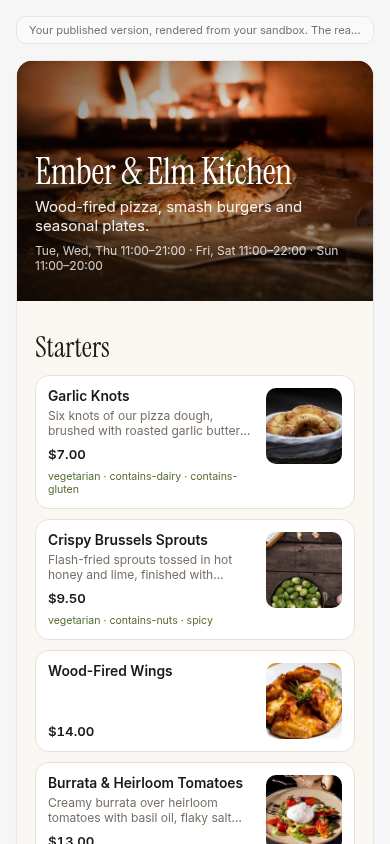 Your published version, rendered from your sandbox. The rea…
Ember & Elm Kitchen
Wood-fired pizza, smash burgers and
seasonal plates.
Tue, Wed, Thu 11:00–21:00 · Fri, Sat 11:00–22:00 · Sun
11:00–20:00
Starters
Garlic Knots
Six knots of our pizza dough,
brushed with roasted garlic butter…
$7.00
vegetarian · contains-dairy · contains-
gluten
Crispy Brussels Sprouts
Flash-fried sprouts tossed in hot
honey and lime, finished with…
$9.50
vegetarian · contains-nuts · spicy
Wood-Fired Wings
$14.00
Burrata & Heirloom Tomatoes
Creamy burrata over heirloom
tomatoes with basil oil, flaky salt…
$13.00